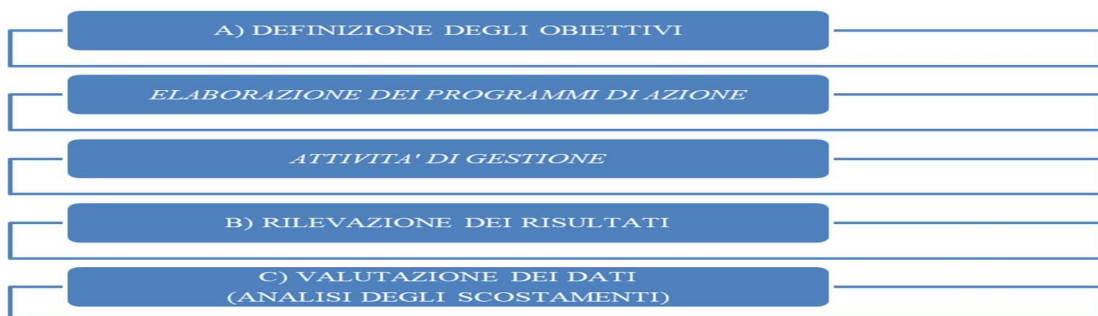 A) DEFINIZIONE DEGLI OBIETTIVI
ELABORAZIONE DEI PROGRAMMI DI AZIONE
ATTIVITA' DI GESTIONE
B) RILEVAZIONE DEI RISULTATI
C) VALUTAZIONE DEI DATI
(ANALISI DEGLI SCOSTAMENTI)